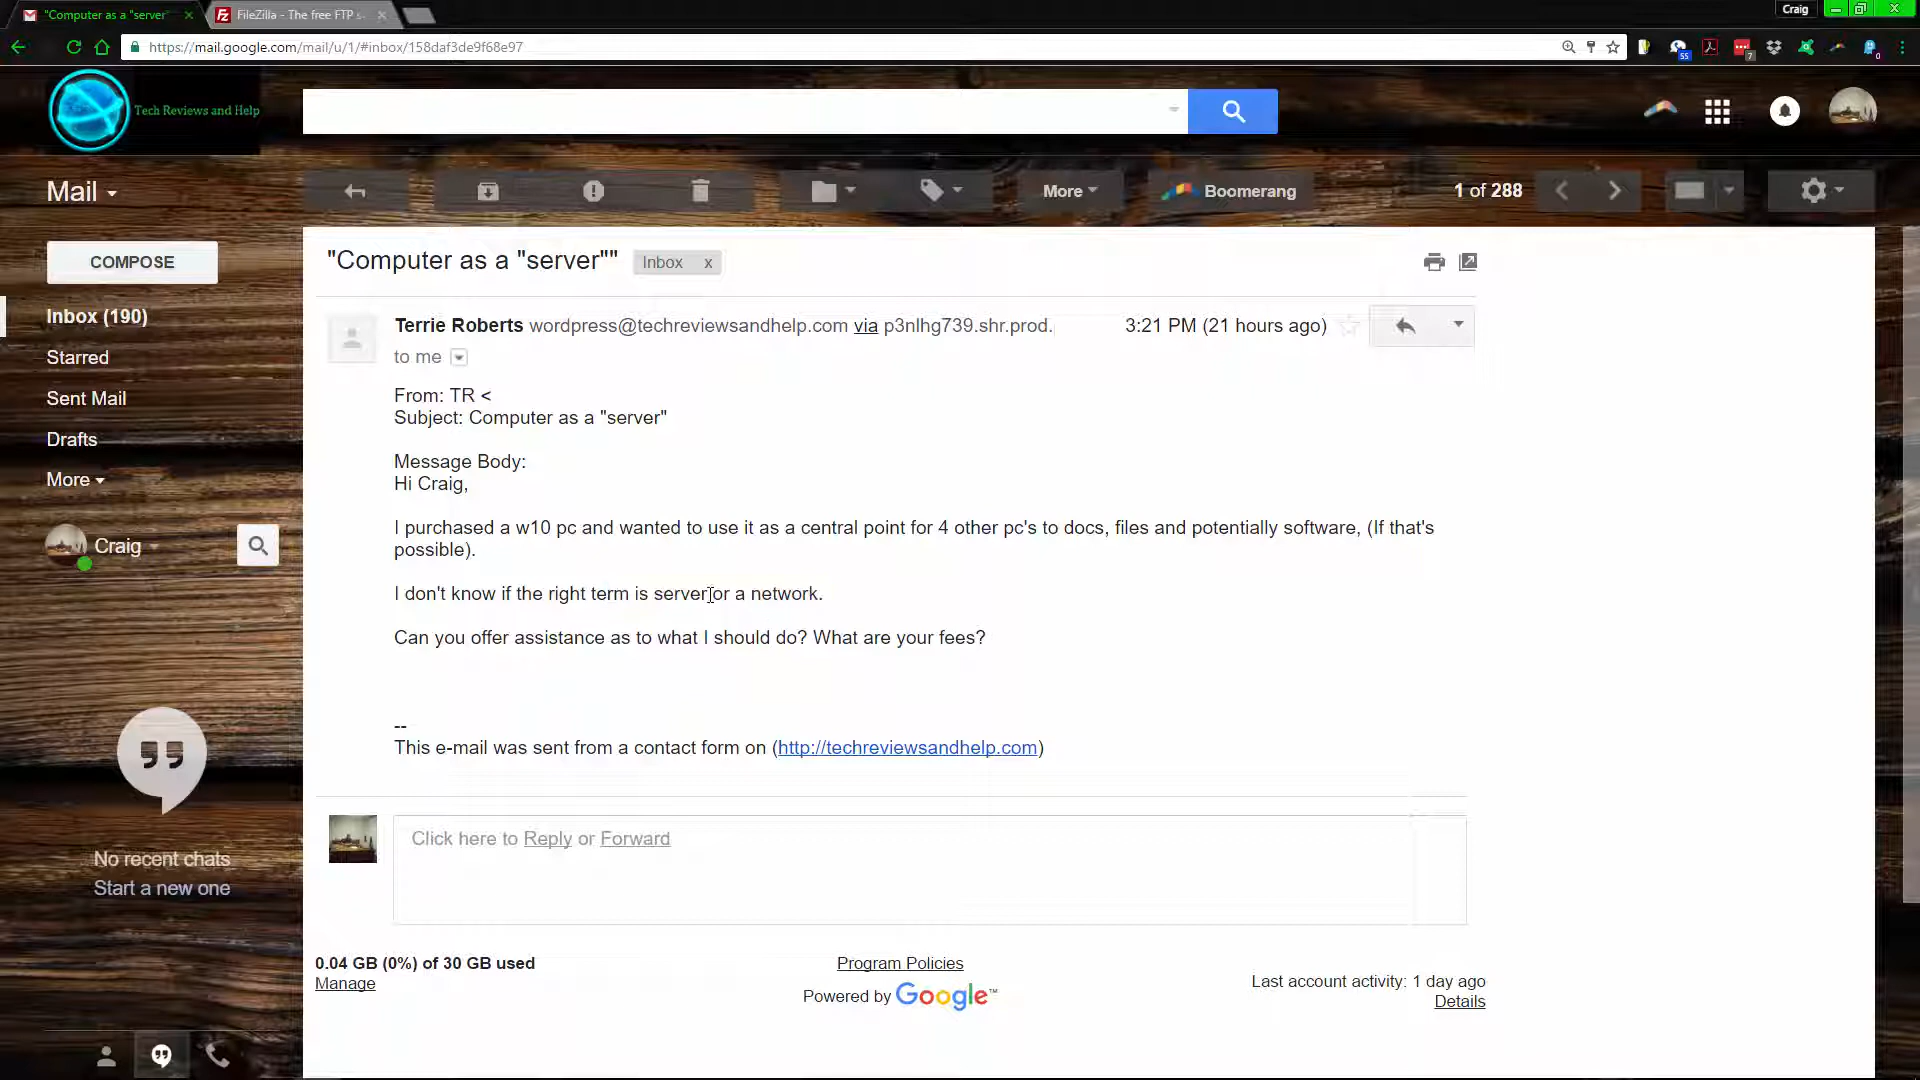 "Computer as a "server"
FileZilla - The free FTP s
Craig
https://mail.google.com/mail/u/1/#inbox/158daf3de9f68e97
55
7
0
Tech Reviews and Help
Mail
More
Boomerang
1 of 288
COMPOSE
"Computer as a "server""
Inbox x
Inbox (190)
Starred
Sent Mail
Drafts
More
Craig
Terrie Roberts wordpress@techreviewsandhelp.com via p3nlhg739.shr.prod.
3:21 PM (21 hours ago)
to me
From: TR <
Subject: Computer as a "server"
Message Body:
Hi Craig,
I purchased a w10 pc and wanted to use it as a central point for 4 other pc's to docs, files and potentially software, (If that's
possible).
I don't know if the right term is server or a network.
Can you offer assistance as to what I should do? What are your fees?
--
This e-mail was sent from a contact form on (http://techreviewsandhelp.com)
Click here to Reply or Forward
No recent chats
Start a new one
0.04 GB (0%) of 30 GB used
Manage
Program Policies
Powered by Google™
Last account activity: 1 day ago
Details